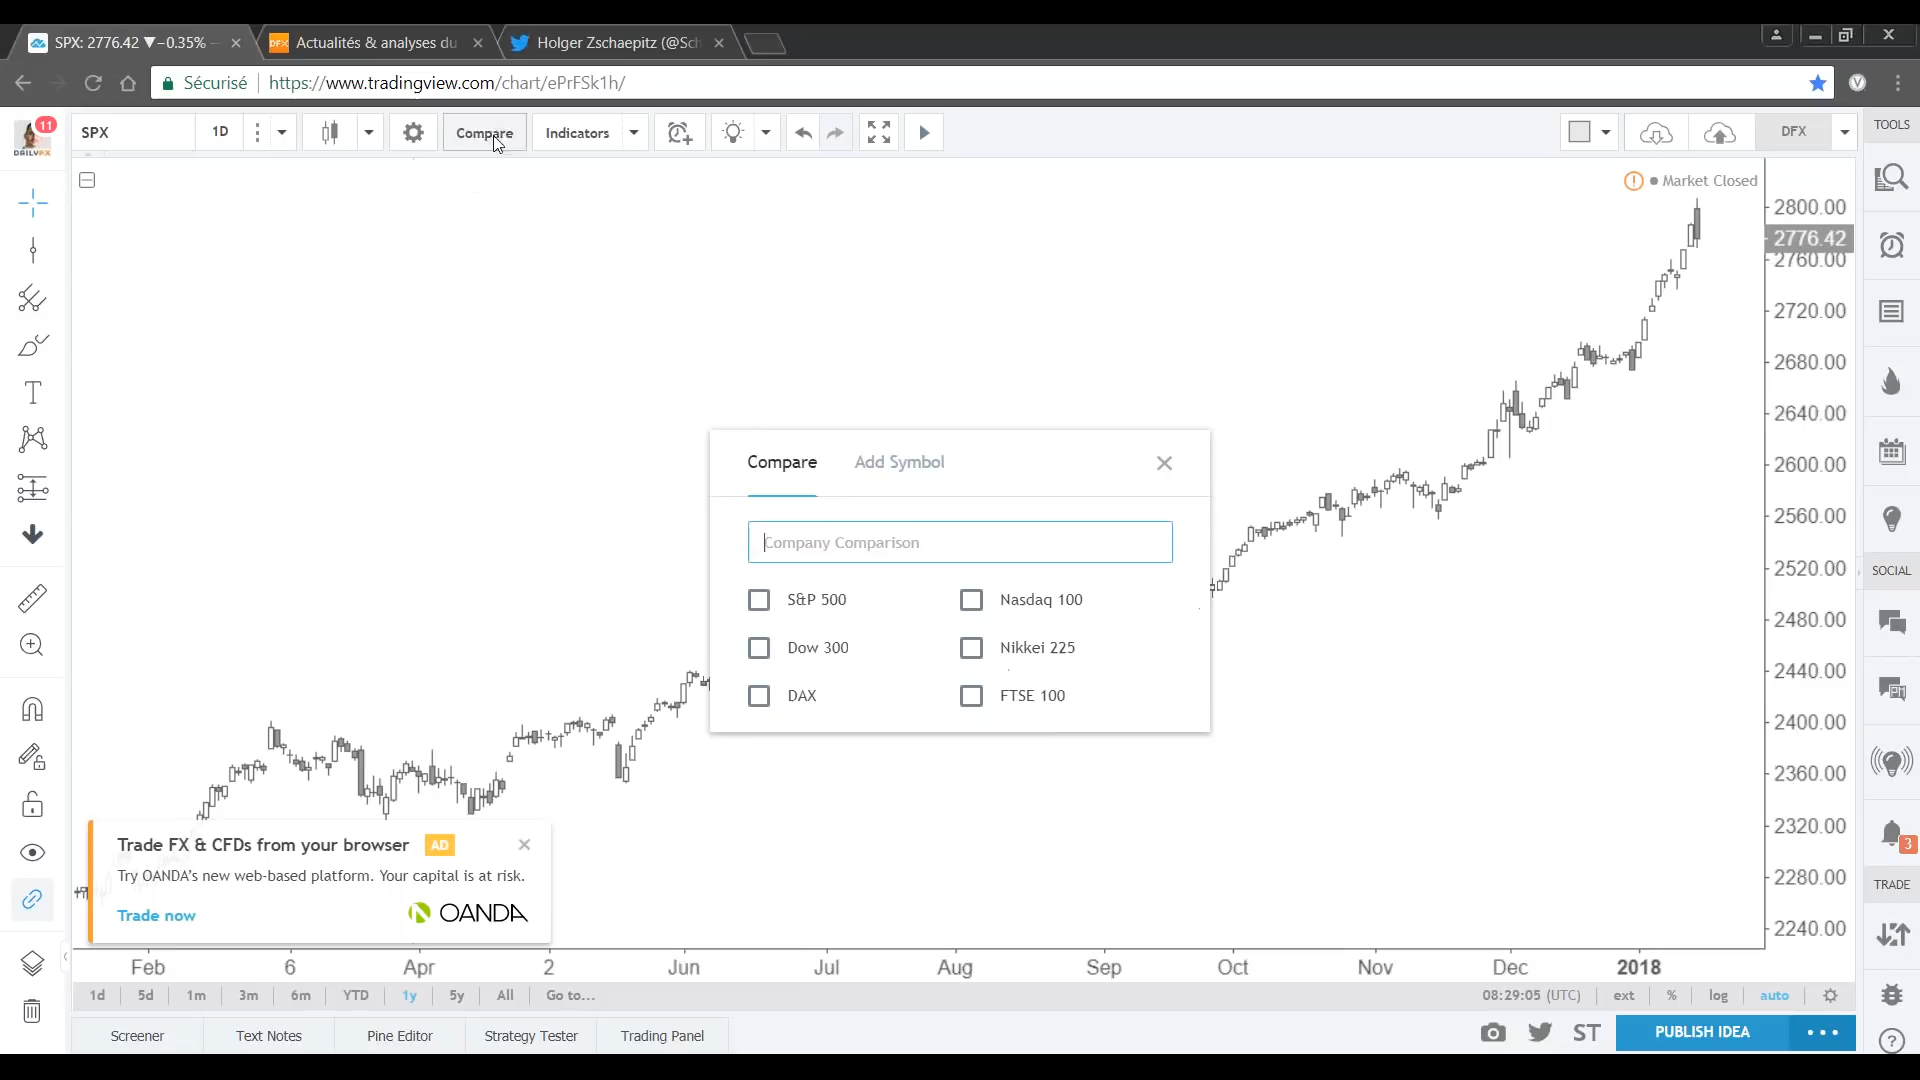 SPX: 2776.42 ▼−0.35%
Actualités & analyses du
Holger Zschaepitz (@Sch
Sécurisé
https://www.tradingview.com/chart/ePrFSk1h/
11
DAILYFX
SPX
1D
Compare
Indicators
DFX
TOOLS
Market Closed
2800.00
2776.42
2760.00
2720.00
2680.00
2640.00
2600.00
2560.00
2520.00
2480.00
2440.00
2400.00
2360.00
2320.00
2280.00
2240.00
Compare
Add Symbol
Company Comparison
S&P 500
Nasdaq 100
Dow 300
Nikkei 225
DAX
FTSE 100
SOCIAL
3
TRADE
Trade FX & CFDs from your browser AD
Try OANDA's new web-based platform. Your capital is at risk.
Trade now
OANDA
Feb 6 Apr 2 Jun Jul Aug Sep Oct Nov Dec 2018
1d 5d 1m 3m 6m YTD 1y 5y All Go to...
08:29:05 (UTC) ext % log auto
Screener
Text Notes
Pine Editor
Strategy Tester
Trading Panel
ST
PUBLISH IDEA